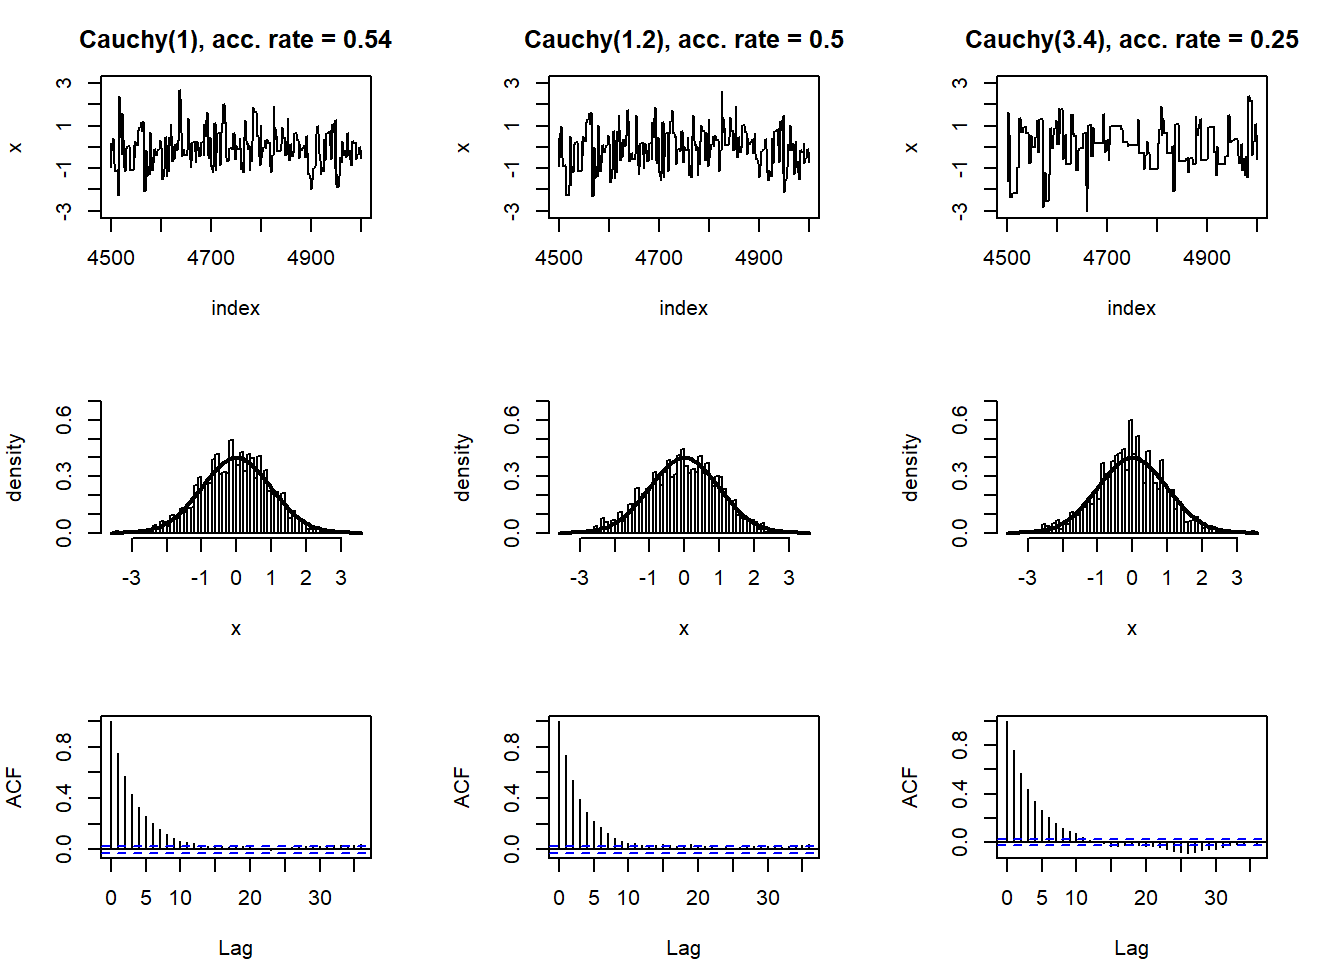 Cauchy(1), acc. rate = 0.54
Cauchy(1.2), acc. rate = 0.5
Cauchy(3.4), acc. rate = 0.25
x
3
1
-1
-3
4500 4700 4900
index
x
3
1
-1
-3
4500 4700 4900
index
x
3
1
-1
-3
4500 4700 4900
index
density
0.6
0.3
0.0
-3 -1 0 1 2 3
x
density
0.6
0.3
0.0
-3 -1 0 1 2 3
x
density
0.6
0.3
0.0
-3 -1 0 1 2 3
x
ACF
0.8
0.4
0.0
0 5 10 20 30
Lag
ACF
0.8
0.4
0.0
0 5 10 20 30
Lag
ACF
0.8
0.4
0.0
0 5 10 20 30
Lag